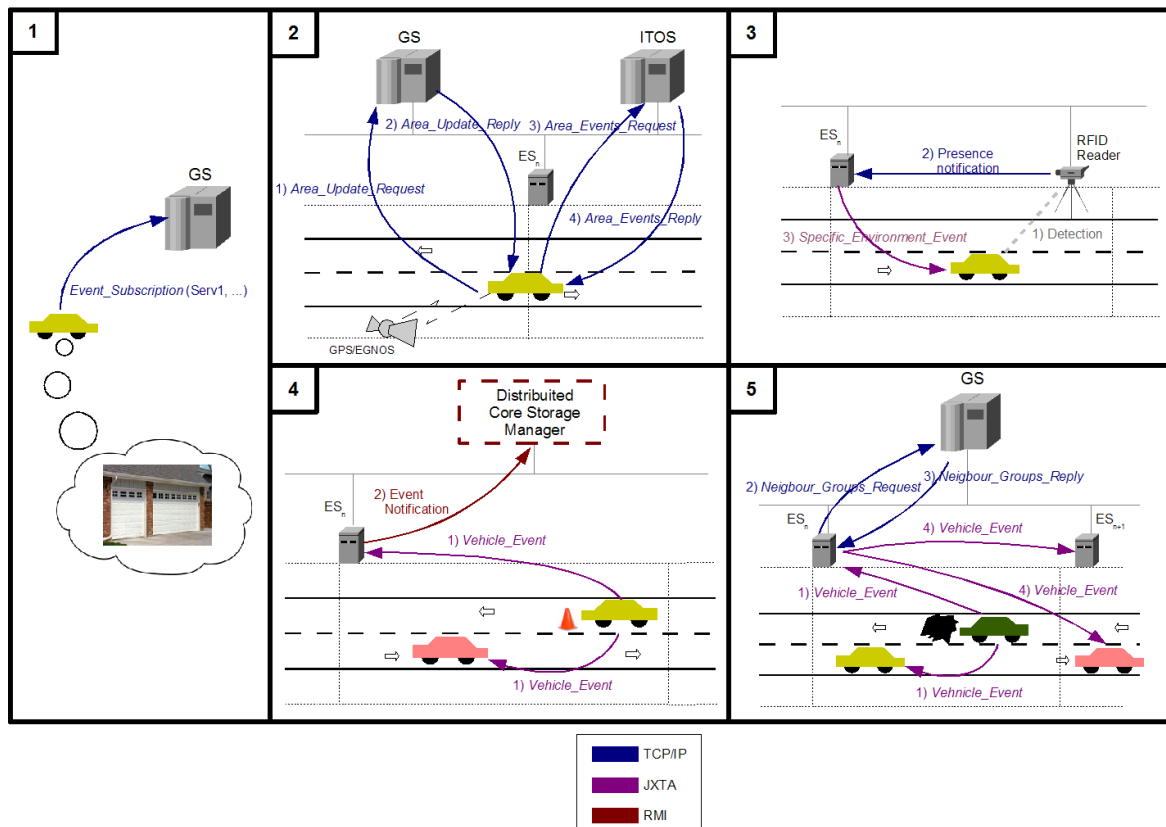 1
GS
Event_Subscription (Serv1, ...)
2
GS
ITOS
2) Area_Update_Reply
3) Area_Events_Request
ESn
1) Area_Update_Request
4) Area_Events_Reply
GPS/EGNOS
3
ESn
RFID
Reader
2) Presence
notification
3) Specific_Environment_Event
1) Detection
4
Distribuited
Core Storage
Manager
2) Event
Notification
ESn
1) Vehicle_Event
1) Vehicle_Event
5
GS
3) Neigbour_Groups_Reply
2) Neigbour_Groups_Request
ESn
ESn+1
4) Vehicle_Event
1) Vehicle_Event
4) Vehicle_Event
1) Vehnicle_Event
TCP/IP
JXTA
RMI